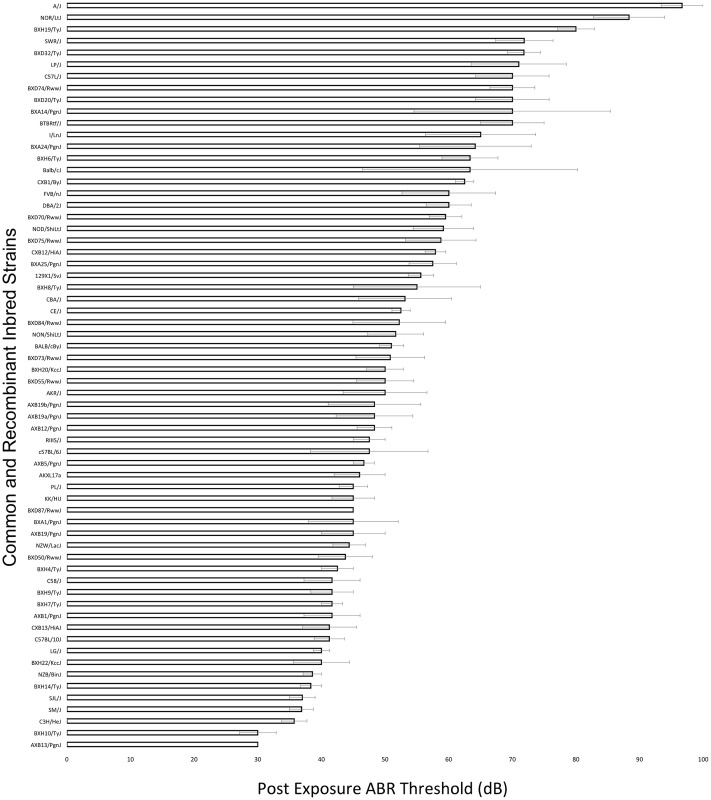 Common and Recombinant Inbred Strains
A/J
NOR/LtJ
BXH19/TyJ
SWR/J
BXD32/TyJ
LP/J
C57L/J
BXD74/RwwJ
BXD20/TyJ
BXA14/PgnJ
BTBRtf/J
I/LnJ
BXA24/PgnJ
BXH6/TyJ
Balb/cJ
CXB1/ByJ
FVB/nJ
DBA/2J
BXD70/RwwJ
NOD/ShiLtJ
BXD75/RwwJ
CXB12/HiAJ
BXA25/PgnJ
129X1/SvJ
BXH8/TyJ
CBA/J
CE/J
BXD84/RwwJ
NON/ShiLtJ
BALB/cByJ
BXD73/RwwJ
BXH20/KccJ
BXD55/RwwJ
AKR/J
AXB19b/PgnJ
AXB19a/PgnJ
AXB12/PgnJ
RIIIS/J
c57BL/6J
AXB5/PgnJ
AKXL17a
PL/J
KK/HIJ
BXD87/RwwJ
BXA1/PgnJ
AXB19/PgnJ
NZW/LacJ
BXD50/RwwJ
BXH4/TyJ
C58/J
BXH9/TyJ
BXH7/TyJ
AXB1/PgnJ
CXB13/HiAJ
C57BL/10J
LG/J
BXH22/KccJ
NZB/BinJ
BXH14/TyJ
SJL/J
SM/J
C3H/HeJ
BXH10/TyJ
AXB13/PgnJ
0 10 20 30 40 50 60 70 80 90 100
Post Exposure ABR Threshold (dB)